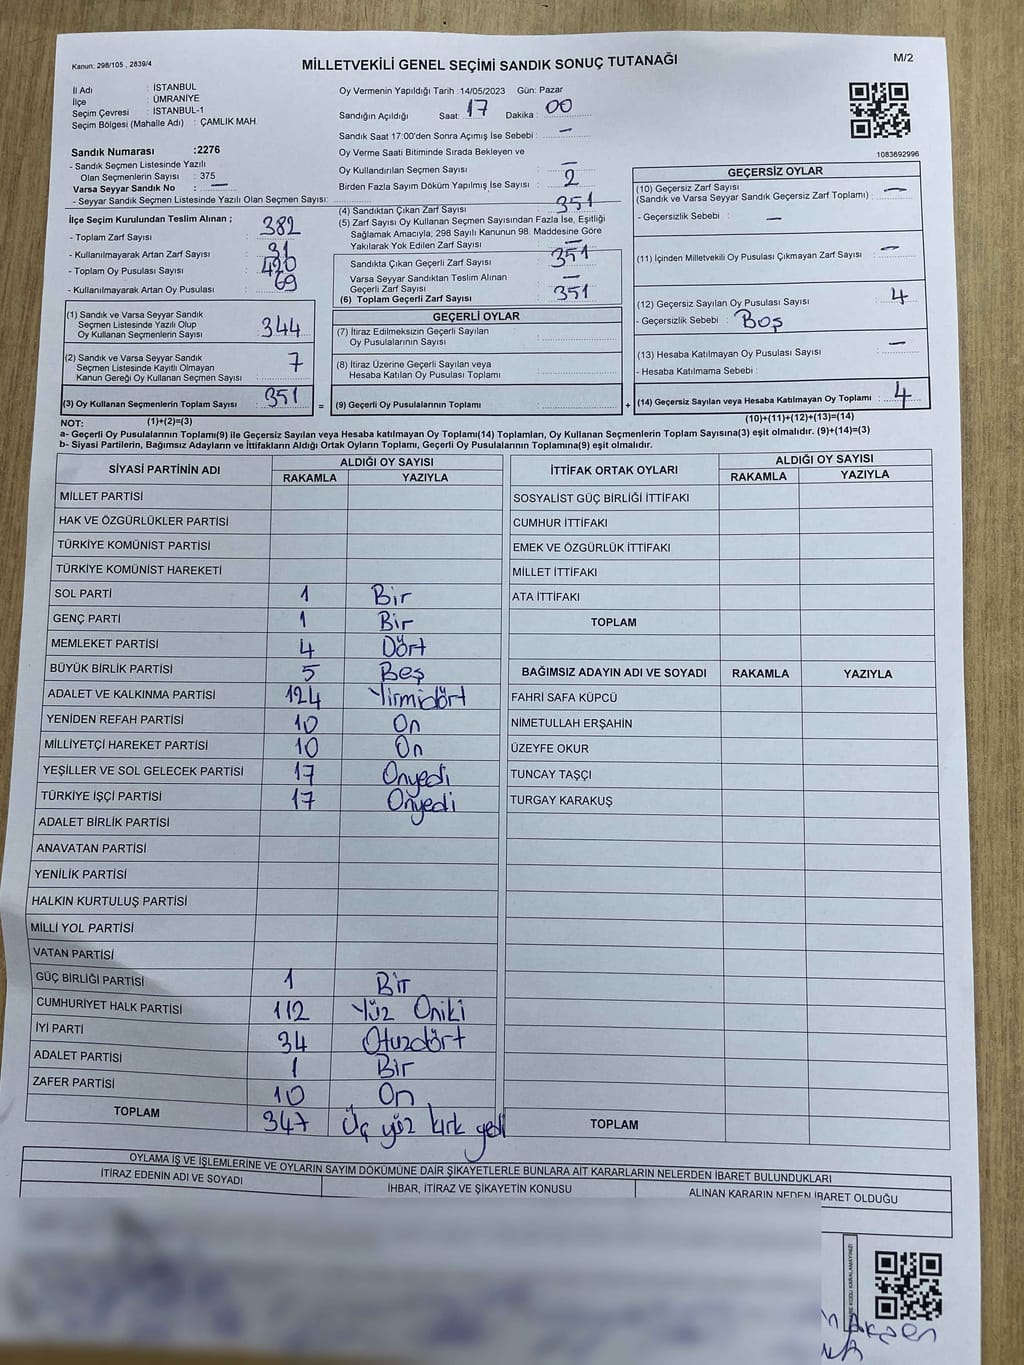 Kanun: 298/105 , 2839/4
MİLLETVEKİLİ GENEL SEÇİMİ SANDIK SONUÇ TUTANAĞI
M/2
İl Adı : İSTANBUL
İlçe : ÜMRANİYE
Seçim Çevresi : İSTANBUL-1
Seçim Bölgesi (Mahalle Adı) : ÇAMLIK MAH.
Sandık Numarası :2276
- Sandık Seçmen Listesinde Yazılı
Olan Seçmenlerin Sayısı : 375
Varsa Seyyar Sandık No : —
- Seyyar Sandık Seçmen Listesinde Yazılı Olan Seçmen Sayısı:
Oy Vermenin Yapıldığı Tarih :14/05/2023 Gün: Pazar
Sandığın Açıldığı Saat: 17 Dakika : 00
Sandık Saat 17:00'den Sonra Açımış İse Sebebi : —
Oy Verme Saati Bitiminde Sırada Bekleyen ve
Oy Kullandırılan Seçmen Sayısı : —
Birden Fazla Sayım Döküm Yapılmış İse Sayısı : 2
1083692996
İlçe Seçim Kurulundan Teslim Alınan ;
- Toplam Zarf Sayısı : 382
- Kullanılmayarak Artan Zarf Sayısı : 31
- Toplam Oy Pusulası Sayısı : 420
- Kullanılmayarak Artan Oy Pusulası : 69
(4) Sandıktan Çıkan Zarf Sayısı : 351
(5) Zarf Sayısı Oy Kullanan Seçmen Sayısından Fazla İse, Eşitliği
Sağlamak Amacıyla; 298 Sayılı Kanunun 98. Maddesine Göre
Yakılarak Yok Edilen Zarf Sayısı : —
Sandıkta Çıkan Geçerli Zarf Sayısı : 351
Varsa Seyyar Sandıktan Teslim Alınan
Geçerli Zarf Sayısı : —
(6) Toplam Geçerli Zarf Sayısı : 351
GEÇERSİZ OYLAR
(10) Geçersiz Zarf Sayısı
(Sandık ve Varsa Seyyar Sandık Geçersiz Zarf Toplamı) : —
- Geçersizlik Sebebi : —
(11) İçinden Milletvekili Oy Pusulası Çıkmayan Zarf Sayısı : —
(12) Geçersiz Sayılan Oy Pusulası Sayısı : 4
- Geçersizlik Sebebi : Boş
(13) Hesaba Katılmayan Oy Pusulası Sayısı : —
- Hesaba Katılmama Sebebi :
(14) Geçersiz Sayılan veya Hesaba Katılmayan Oy Toplamı : 4
(10)+(11)+(12)+(13)=(14)
(1) Sandık ve Varsa Seyyar Sandık
Seçmen Listesinde Yazılı Olup
Oy Kullanan Seçmenlerin Sayısı : 344
(2) Sandık ve Varsa Seyyar Sandık
Seçmen Listesinde Kayıtlı Olmayan
Kanun Gereği Oy Kullanan Seçmen Sayısı : 7
(3) Oy Kullanan Seçmenlerin Toplam Sayısı : 351 =
(1)+(2)=(3)
GEÇERLİ OYLAR
(7) İtiraz Edilmeksizin Geçerli Sayılan
Oy Pusulalarının Sayısı :
(8) İtiraz Üzerine Geçerli Sayılan veya
Hesaba Katılan Oy Pusulası Toplamı :
(9) Geçerli Oy Pusulalarının Toplamı : +
NOT:
a- Geçerli Oy Pusulalarının Toplamı(9) ile Geçersiz Sayılan veya Hesaba katılmayan Oy Toplamı(14) Toplamları, Oy Kullanan Seçmenlerin Toplam Sayısına(3) eşit olmalıdır. (9)+(14)=(3)
b- Siyasi Partilerin, Bağımsız Adayların ve İttifakların Aldığı Ortak Oyların Toplamı, Geçerli Oy Pusulalarının Toplamına(9) eşit olmalıdır.
SİYASİ PARTİNİN ADI ALDIĞI OY SAYISI
RAKAMLA YAZIYLA
MİLLET PARTİSİ
HAK VE ÖZGÜRLÜKLER PARTİSİ
TÜRKİYE KOMÜNİST PARTİSİ
TÜRKİYE KOMÜNİST HAREKETİ
SOL PARTİ 1 Bir
GENÇ PARTİ 1 Bir
MEMLEKET PARTİSİ 4 Dört
BÜYÜK BİRLİK PARTİSİ 5 Beş
ADALET VE KALKINMA PARTİSİ 124 Yirmidört
YENİDEN REFAH PARTİSİ 10 On
MİLLİYETÇİ HAREKET PARTİSİ 10 On
YEŞİLLER VE SOL GELECEK PARTİSİ 17 Onyedi
TÜRKİYE İŞÇİ PARTİSİ 17 Onyedi
ADALET BİRLİK PARTİSİ
ANAVATAN PARTİSİ
YENİLİK PARTİSİ
HALKIN KURTULUŞ PARTİSİ
MİLLİ YOL PARTİSİ
VATAN PARTİSİ
GÜÇ BİRLİĞİ PARTİSİ 1 Bir
CUMHURİYET HALK PARTİSİ 112 Yüz Oniki
İYİ PARTİ 34 Otuzdört
ADALET PARTİSİ 1 Bir
ZAFER PARTİSİ 10 On
TOPLAM 347 Üç yüz kırk yedi
İTTİFAK ORTAK OYLARI ALDIĞI OY SAYISI
RAKAMLA YAZIYLA
SOSYALİST GÜÇ BİRLİĞİ İTTİFAKI
CUMHUR İTTİFAKI
EMEK VE ÖZGÜRLÜK İTTİFAKI
MİLLET İTTİFAKI
ATA İTTİFAKI
TOPLAM
BAĞIMSIZ ADAYIN ADI VE SOYADI RAKAMLA YAZIYLA
FAHRİ SAFA KÜPCÜ
NİMETULLAH ERŞAHİN
ÜZEYFE OKUR
TUNCAY TAŞÇI
TURGAY KARAKUŞ
TOPLAM
OYLAMA İŞ VE İŞLEMLERİNE VE OYLARIN SAYIM DÖKÜMÜNE DAİR ŞİKAYETLERLE BUNLARA AİT KARARLARIN NELERDEN İBARET BULUNDUKLARI
İTİRAZ EDENİN ADI VE SOYADI
İHBAR, İTİRAZ VE ŞİKAYETİN KONUSU
ALINAN KARARIN NEDEN İBARET OLDUĞU